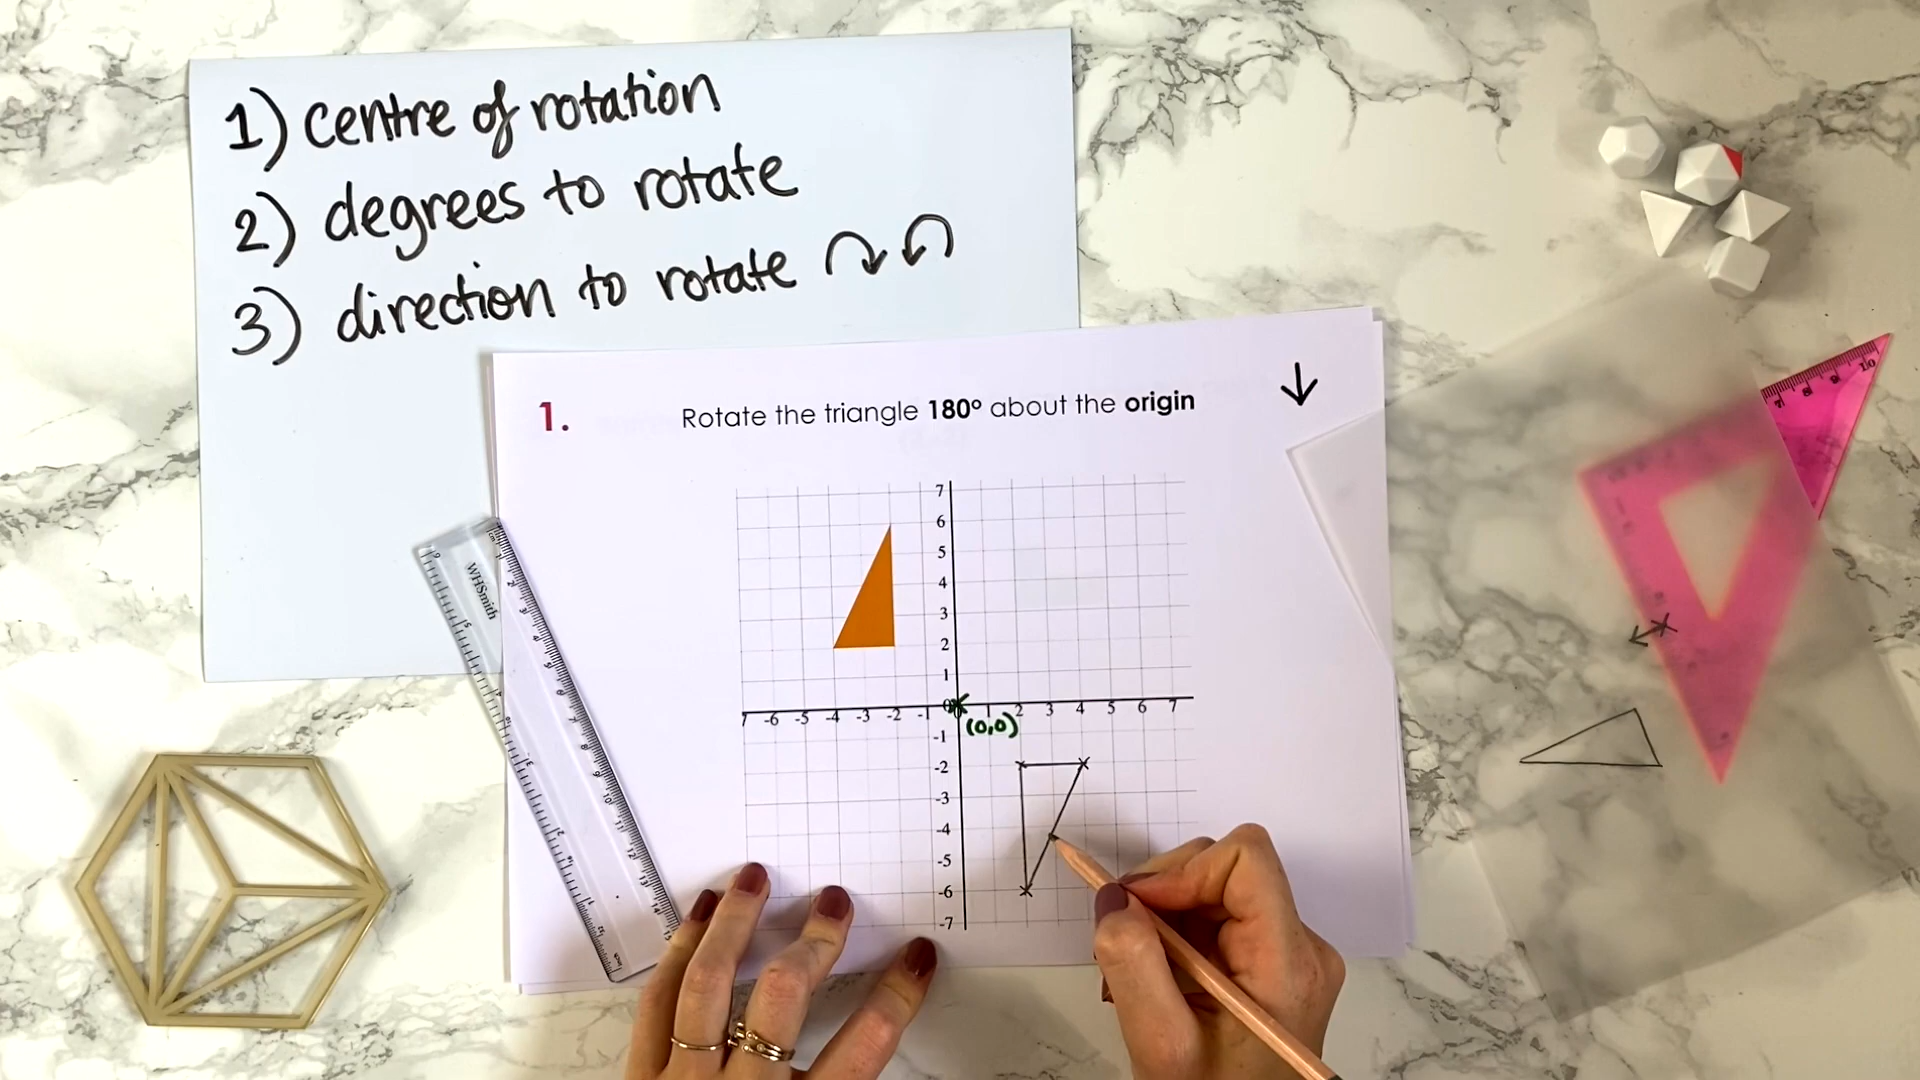 1) centre of rotation
2) degrees to rotate
3) direction to rotate
1. Rotate the triangle 180° about the origin
7
6
5
4
3
2
1
0
7 -6 -5 -4 -3 -2 -1 1 2 3 4 5 6 7
(0,0)
-1
-2
-3
-4
-5
-6
-7
WHSmith